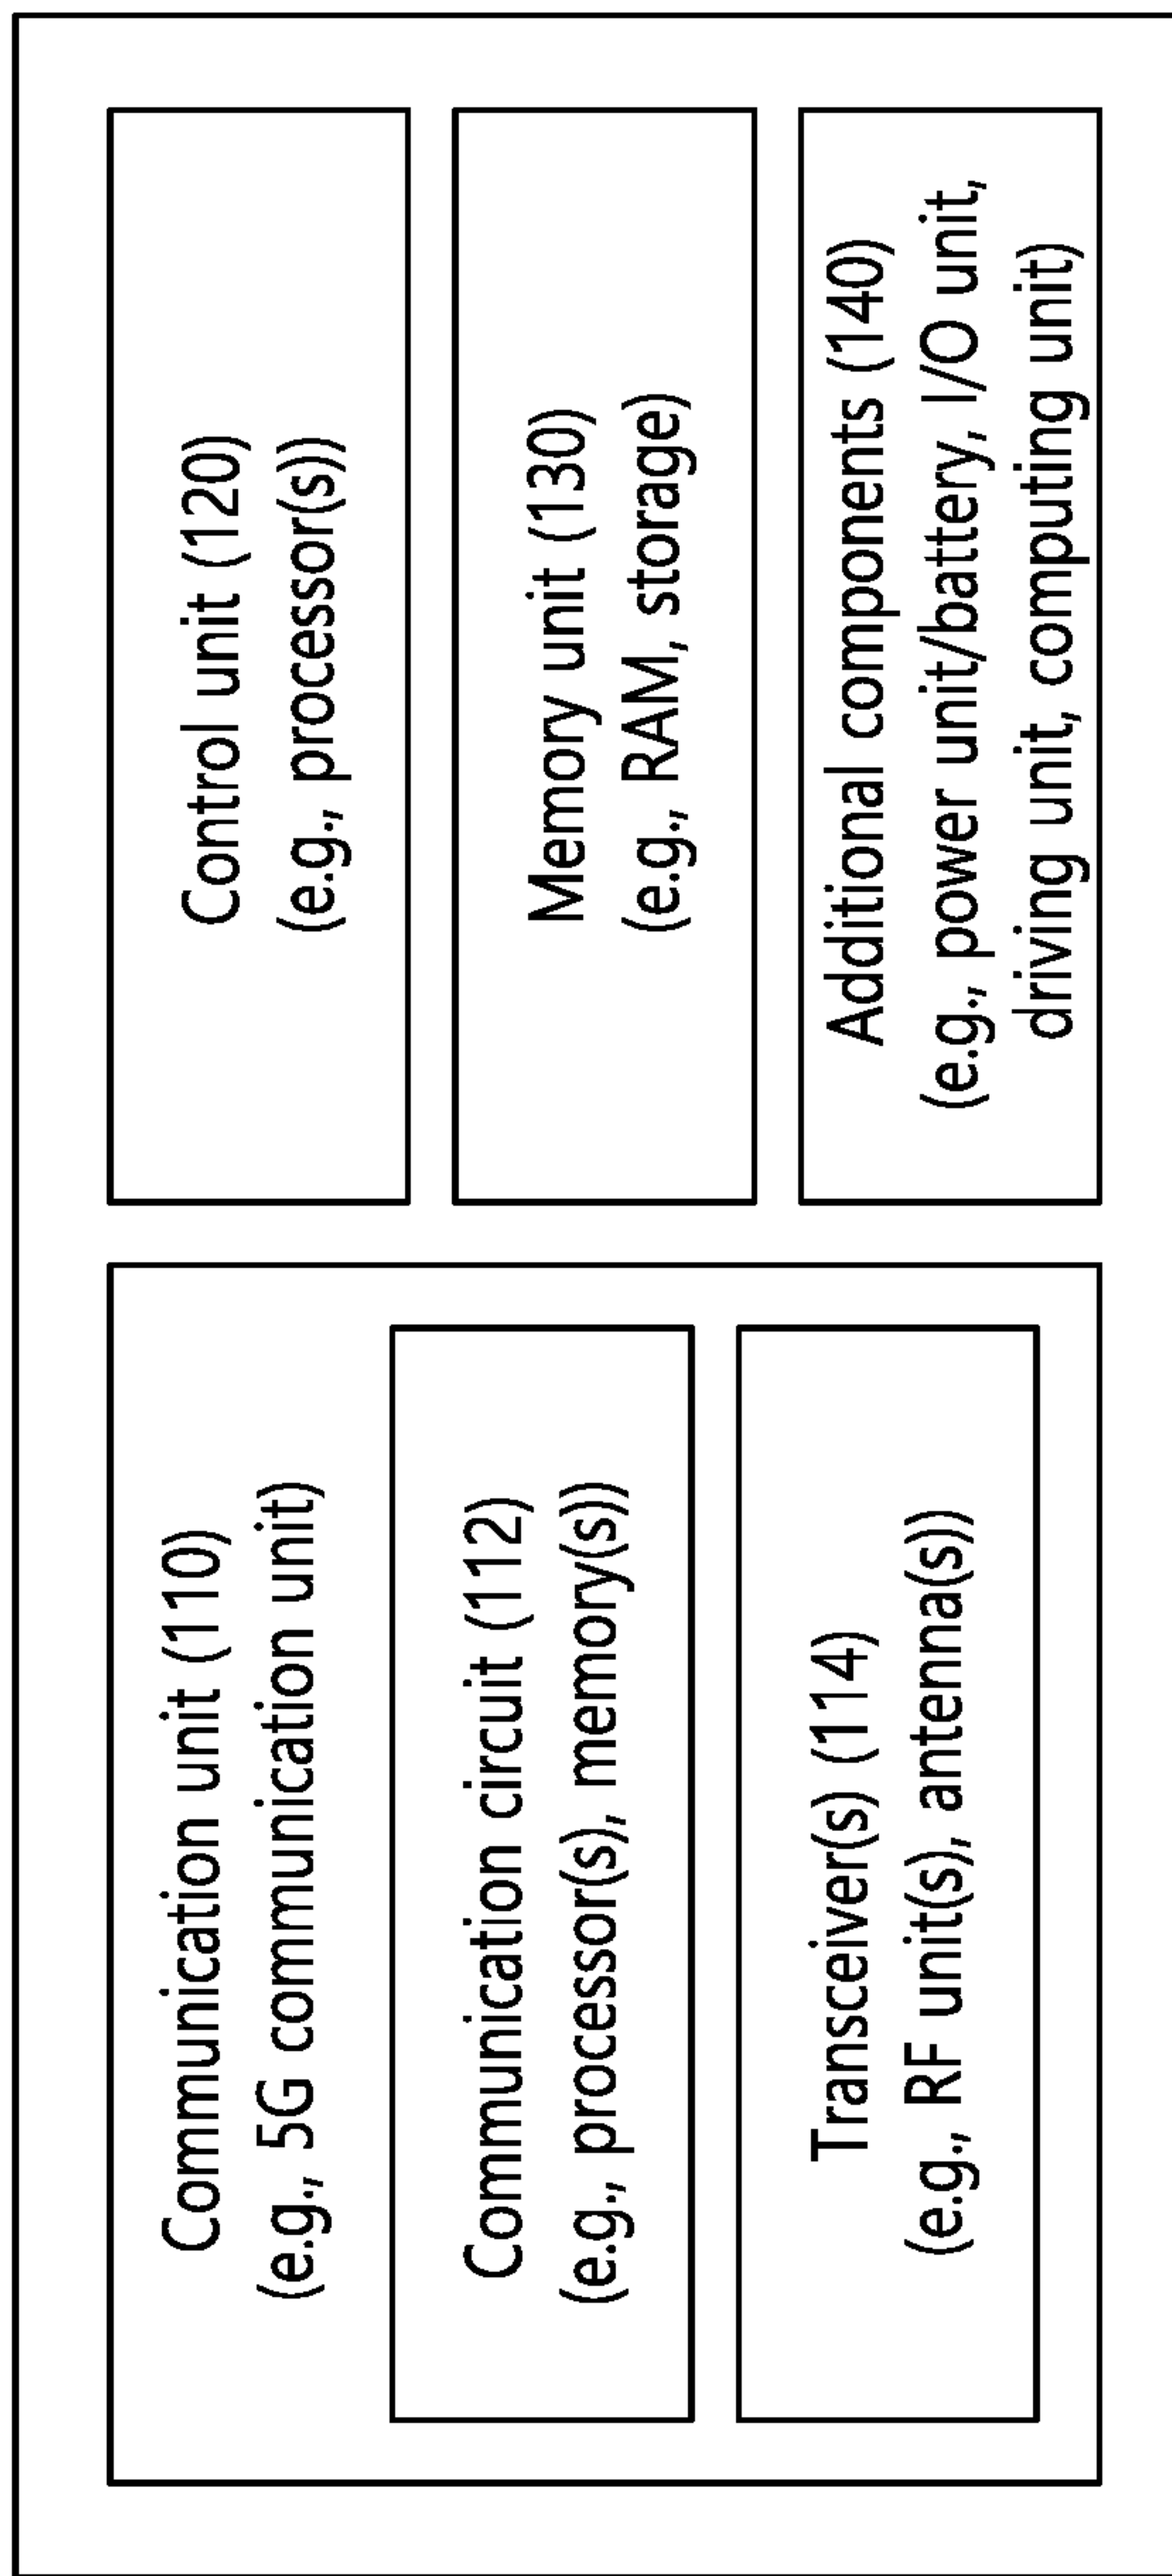 Communication unit (110)
(e.g., 5G communication unit)
Communication circuit (112)
(e.g., processor(s), memory(s))
Transceiver(s) (114)
(e.g., RF unit(s), antenna(s))
Control unit (120)
(e.g., processor(s))
Memory unit (130)
(e.g., RAM, storage)
Additional components (140)
(e.g., power unit/battery, I/O unit,
driving unit, computing unit)